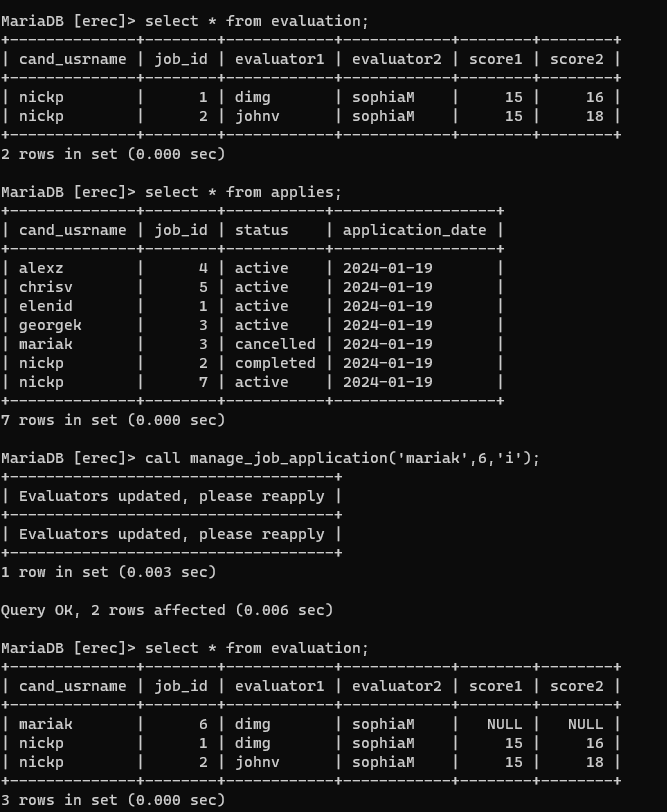 MariaDB [erec]> select * from evaluation;
+--------------+--------+------------+------------+--------+--------+
| cand_usrname | job_id | evaluator1 | evaluator2 | score1 | score2 |
+--------------+--------+------------+------------+--------+--------+
| nickp        |      1 | dimg       | sophiaM    |     15 |     16 |
| nickp        |      2 | johnv      | sophiaM    |     15 |     18 |
+--------------+--------+------------+------------+--------+--------+
2 rows in set (0.000 sec)

MariaDB [erec]> select * from applies;
+--------------+--------+-----------+------------------+
| cand_usrname | job_id | status    | application_date |
+--------------+--------+-----------+------------------+
| alexz        |      4 | active    | 2024-01-19       |
| chrisv       |      5 | active    | 2024-01-19       |
| elenid       |      1 | active    | 2024-01-19       |
| georgek      |      3 | active    | 2024-01-19       |
| mariak       |      3 | cancelled | 2024-01-19       |
| nickp        |      2 | completed | 2024-01-19       |
| nickp        |      7 | active    | 2024-01-19       |
+--------------+--------+-----------+------------------+
7 rows in set (0.000 sec)

MariaDB [erec]> call manage_job_application('mariak',6,'i');
+------------------------------------+
| Evaluators updated, please reapply |
+------------------------------------+
| Evaluators updated, please reapply |
+------------------------------------+
1 row in set (0.003 sec)

Query OK, 2 rows affected (0.006 sec)

MariaDB [erec]> select * from evaluation;
+--------------+--------+------------+------------+--------+--------+
| cand_usrname | job_id | evaluator1 | evaluator2 | score1 | score2 |
+--------------+--------+------------+------------+--------+--------+
| mariak       |      6 | dimg       | sophiaM    |   NULL |   NULL |
| nickp        |      1 | dimg       | sophiaM    |     15 |     16 |
| nickp        |      2 | johnv      | sophiaM    |     15 |     18 |
+--------------+--------+------------+------------+--------+--------+
3 rows in set (0.000 sec)